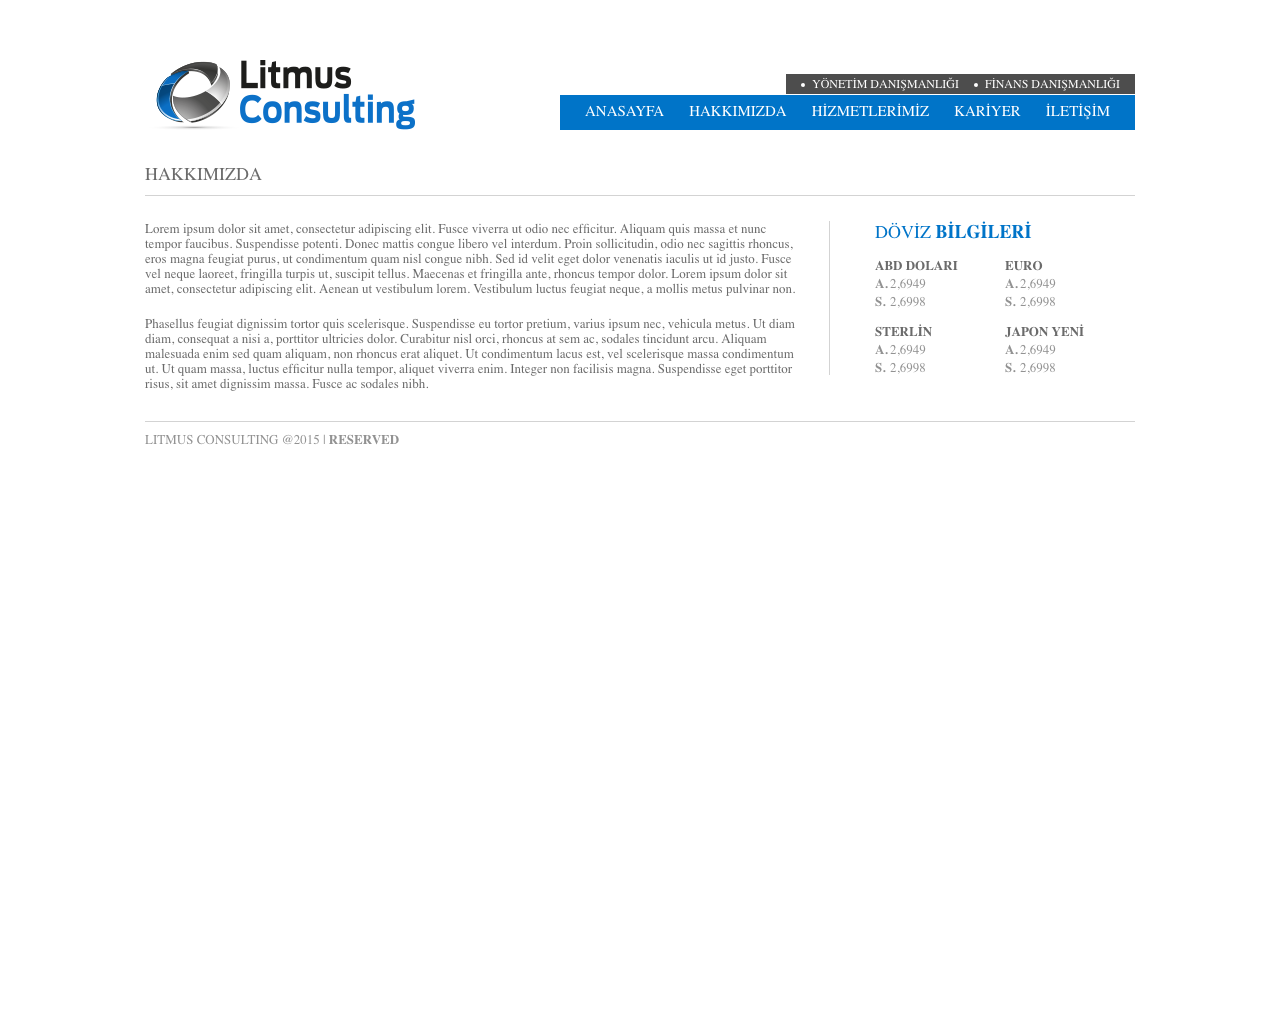 Litmus
Consulting
YÖNETİM DANIŞMANLIĞI FİNANS DANIŞMANLIĞI
ANASAYFA HAKKIMIZDA HİZMETLERİMİZ KARİYER İLETİŞİM
HAKKIMIZDA
Lorem ipsum dolor sit amet, consectetur adipiscing elit. Fusce viverra ut odio nec efficitur. Aliquam quis massa et nunc
tempor faucibus. Suspendisse potenti. Donec mattis congue libero vel interdum. Proin sollicitudin, odio nec sagittis rhoncus,
eros magna feugiat purus, ut condimentum quam nisl congue nibh. Sed id velit eget dolor venenatis iaculis ut id justo. Fusce
vel neque laoreet, fringilla turpis ut, suscipit tellus. Maecenas et fringilla ante, rhoncus tempor dolor. Lorem ipsum dolor sit
amet, consectetur adipiscing elit. Aenean ut vestibulum lorem. Vestibulum luctus feugiat neque, a mollis metus pulvinar non.
Phasellus feugiat dignissim tortor quis scelerisque. Suspendisse eu tortor pretium, varius ipsum nec, vehicula metus. Ut diam
diam, consequat a nisi a, porttitor ultricies dolor. Curabitur nisl orci, rhoncus at sem ac, sodales tincidunt arcu. Aliquam
malesuada enim sed quam aliquam, non rhoncus erat aliquet. Ut condimentum lacus est, vel scelerisque massa condimentum
ut. Ut quam massa, luctus efficitur nulla tempor, aliquet viverra enim. Integer non facilisis magna. Suspendisse eget porttitor
risus, sit amet dignissim massa. Fusce ac sodales nibh.
DÖVİZ BİLGİLERİ
ABD DOLARI EURO
A. 2,6949 A. 2,6949
S. 2,6998 S. 2,6998
STERLİN JAPON YENİ
A. 2,6949 A. 2,6949
S. 2,6998 S. 2,6998
LITMUS CONSULTING @2015 | RESERVED